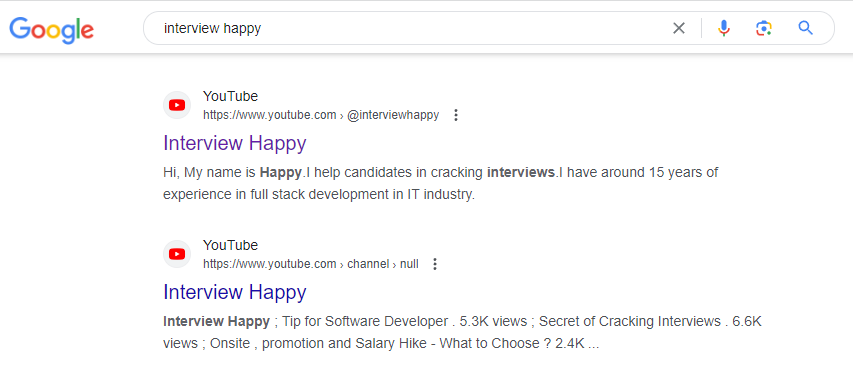 Google
interview happy
YouTube
https://www.youtube.com › @interviewhappy
Interview Happy
Hi, My name is Happy.I help candidates in cracking interviews.I have around 15 years of
experience in full stack development in IT industry.
YouTube
https://www.youtube.com › channel › null
Interview Happy
Interview Happy ; Tip for Software Developer . 5.3K views ; Secret of Cracking Interviews . 6.6K
views ; Onsite , promotion and Salary Hike - What to Choose ? 2.4K ...